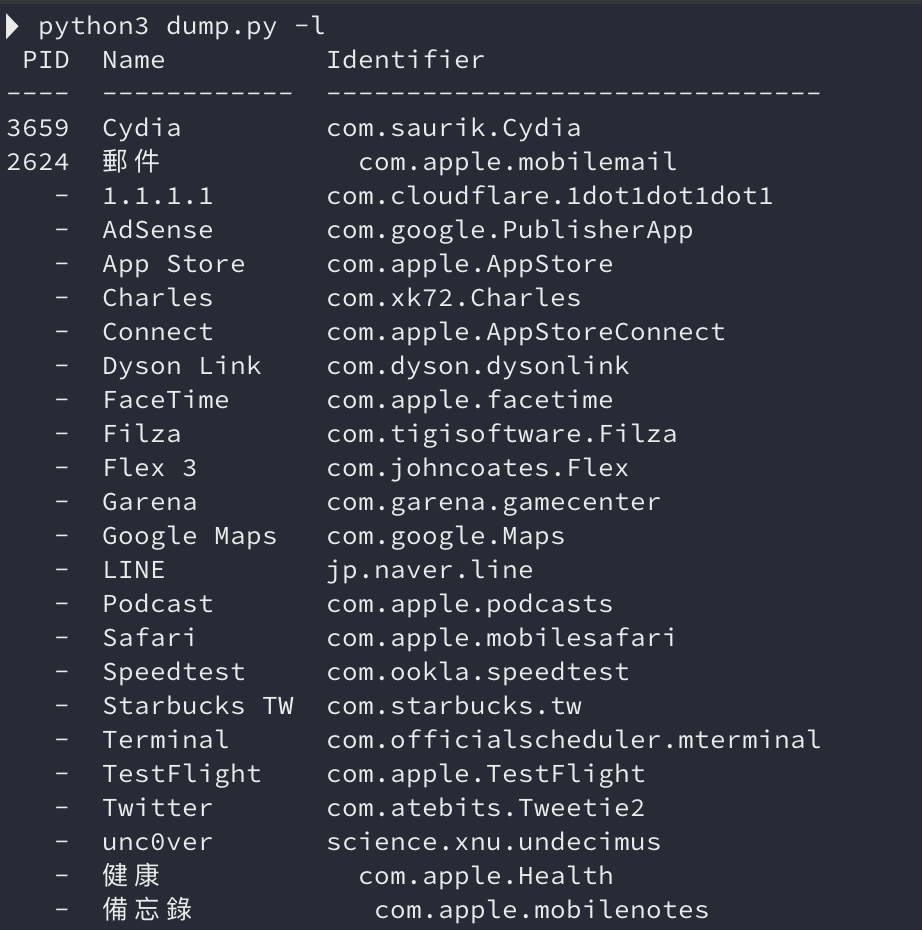 python3 dump.py -l
PID  Name          Identifier
----  ------------  -------------------------------
3659  Cydia         com.saurik.Cydia
2624  郵件            com.apple.mobilemail
   -  1.1.1.1       com.cloudflare.1dot1dot1dot1
   -  AdSense       com.google.PublisherApp
   -  App Store     com.apple.AppStore
   -  Charles       com.xk72.Charles
   -  Connect       com.apple.AppStoreConnect
   -  Dyson Link    com.dyson.dysonlink
   -  FaceTime      com.apple.facetime
   -  Filza         com.tigisoftware.Filza
   -  Flex 3        com.johncoates.Flex
   -  Garena        com.garena.gamecenter
   -  Google Maps   com.google.Maps
   -  LINE          jp.naver.line
   -  Podcast       com.apple.podcasts
   -  Safari        com.apple.mobilesafari
   -  Speedtest     com.ookla.speedtest
   -  Starbucks TW  com.starbucks.tw
   -  Terminal      com.officialscheduler.mterminal
   -  TestFlight    com.apple.TestFlight
   -  Twitter       com.atebits.Tweetie2
   -  unc0ver       science.xnu.undecimus
   -  健康            com.apple.Health
   -  備忘錄           com.apple.mobilenotes